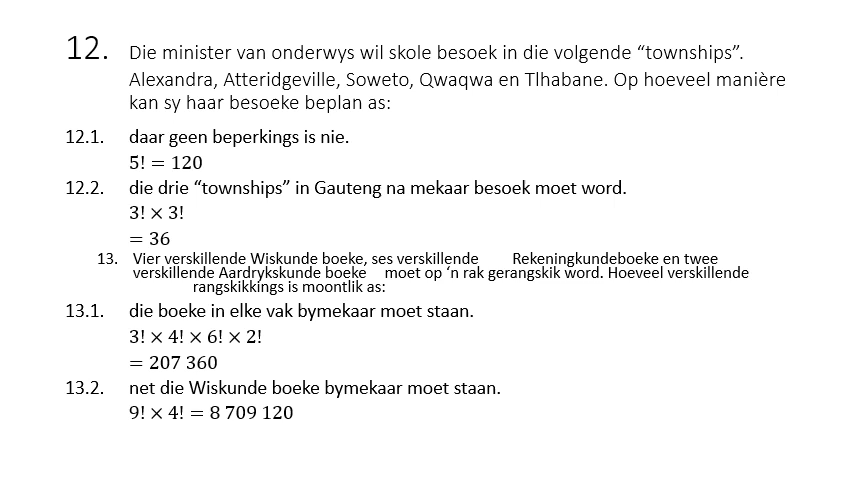 12. Die minister van onderwys wil skole besoek in die volgende “townships”.
Alexandra, Atteridgeville, Soweto, Qwaqwa en Tlhabane. Op hoeveel manière
kan sy haar besoeke beplan as:
12.1. daar geen beperkings is nie.
5! = 120
12.2. die drie “townships” in Gauteng na mekaar besoek moet word.
3! × 3!
= 36
13. Vier verskillende Wiskunde boeke, ses verskillende Rekeningkundeboeke en twee
verskillende Aardrykskunde boeke moet op ‘n rak gerangskik word. Hoeveel verskillende
rangskikkings is moontlik as:
13.1. die boeke in elke vak bymekaar moet staan.
3! × 4! × 6! × 2!
= 207 360
13.2. net die Wiskunde boeke bymekaar moet staan.
9! × 4! = 8 709 120